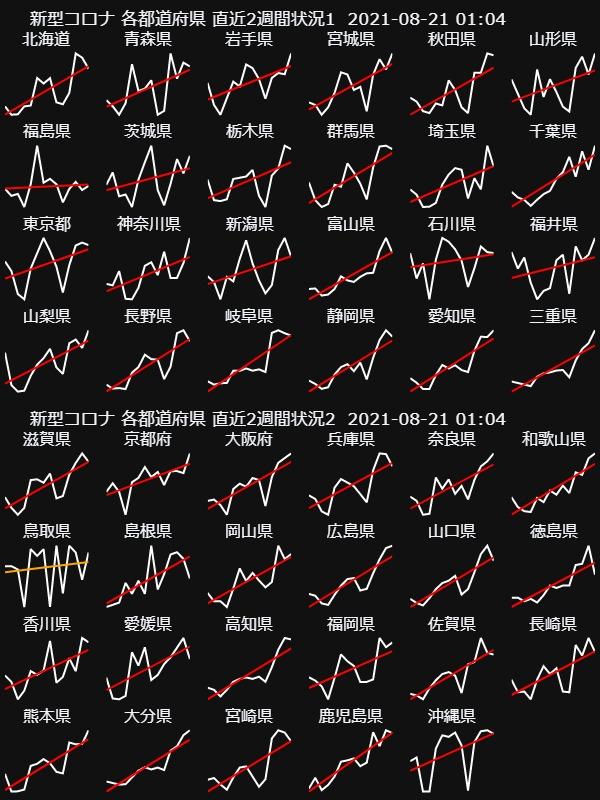 新型コロナ 各都道府県 直近2週間状況1 2021-08-21 01:04
北海道 青森県 岩手県 宮城県 秋田県 山形県
福島県 茨城県 栃木県 群馬県 埼玉県 千葉県
東京都 神奈川県 新潟県 富山県 石川県 福井県
山梨県 長野県 岐阜県 静岡県 愛知県 三重県
新型コロナ 各都道府県 直近2週間状況2 2021-08-21 01:04
滋賀県 京都府 大阪府 兵庫県 奈良県 和歌山県
鳥取県 島根県 岡山県 広島県 山口県 徳島県
香川県 愛媛県 高知県 福岡県 佐賀県 長崎県
熊本県 大分県 宮崎県 鹿児島県 沖縄県